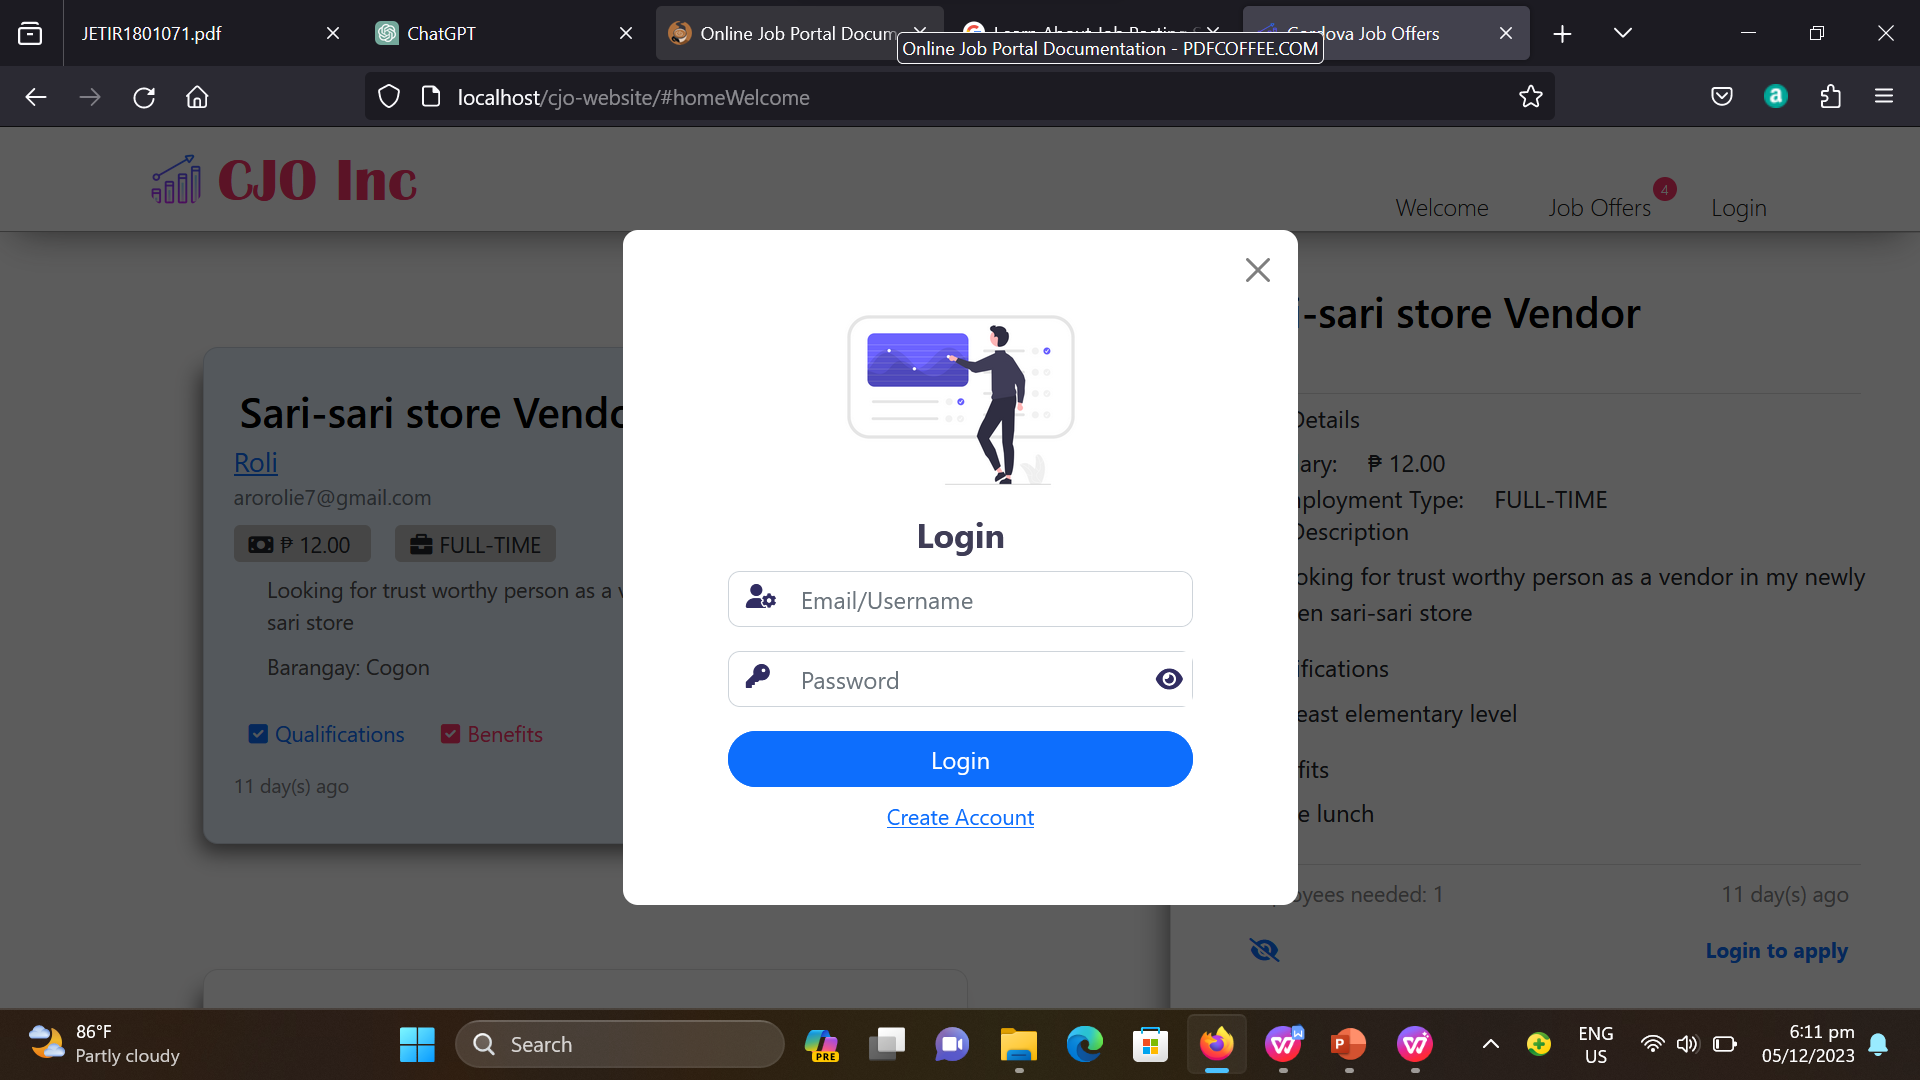 JETIR1801071.pdf
ChatGPT
Online Job Portal Docum
Cordova Job Offers
Online Job Portal Documentation - PDFCOFFEE.COM
localhost/cjo-website/#homeWelcome
CJO Inc
Welcome
Job Offers
4
Login
Sari-sari store Vendo
Roli
arorolie7@gmail.com
₱ 12.00
FULL-TIME
Looking for trust worthy person as a v
sari store
Barangay: Cogon
Qualifications
Benefits
11 day(s) ago
Login
Email/Username
Password
Login
Create Account
i-sari store Vendor
Details
ary: ₱ 12.00
ployment Type: FULL-TIME
Description
oking for trust worthy person as a vendor in my newly
en sari-sari store
ifications
east elementary level
fits
e lunch
oyees needed: 1
11 day(s) ago
Login to apply
86°F
Partly cloudy
Search
PRE
ENG
US
6:11 pm
05/12/2023